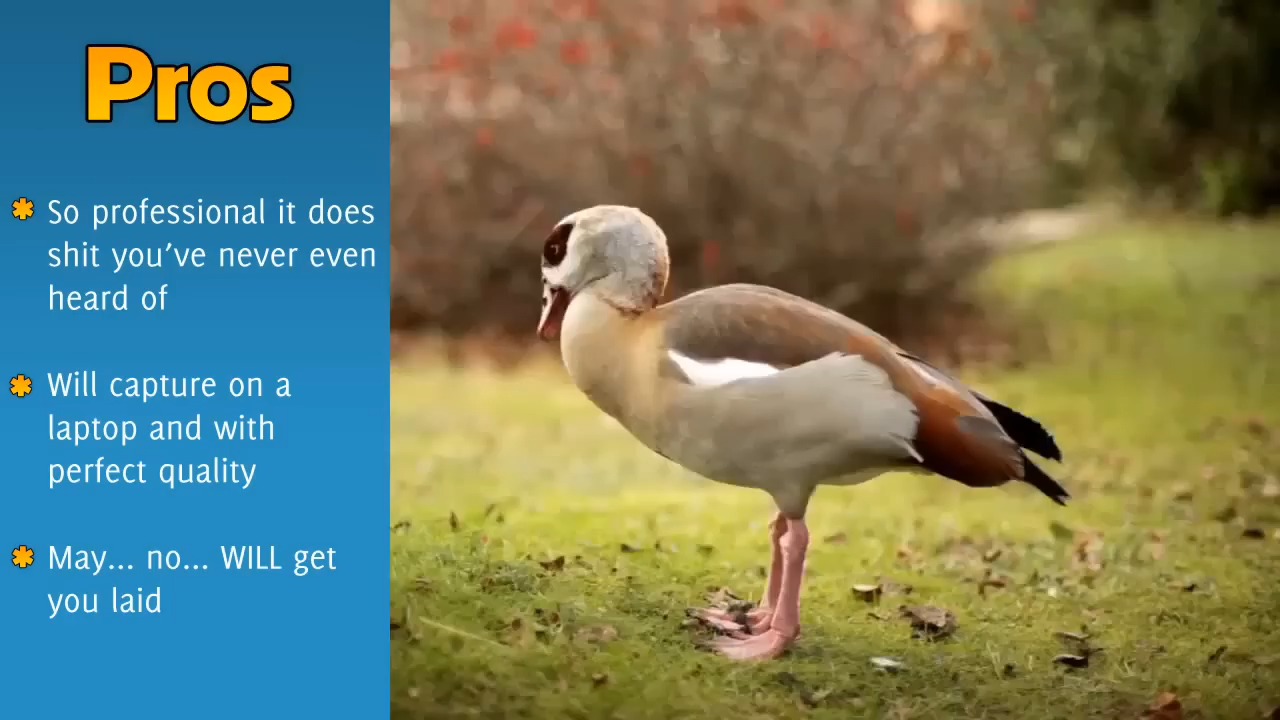 Pros
So professional it does
shit you've never even
heard of
Will capture on a
laptop and with
perfect quality
May... no... WILL get
you laid